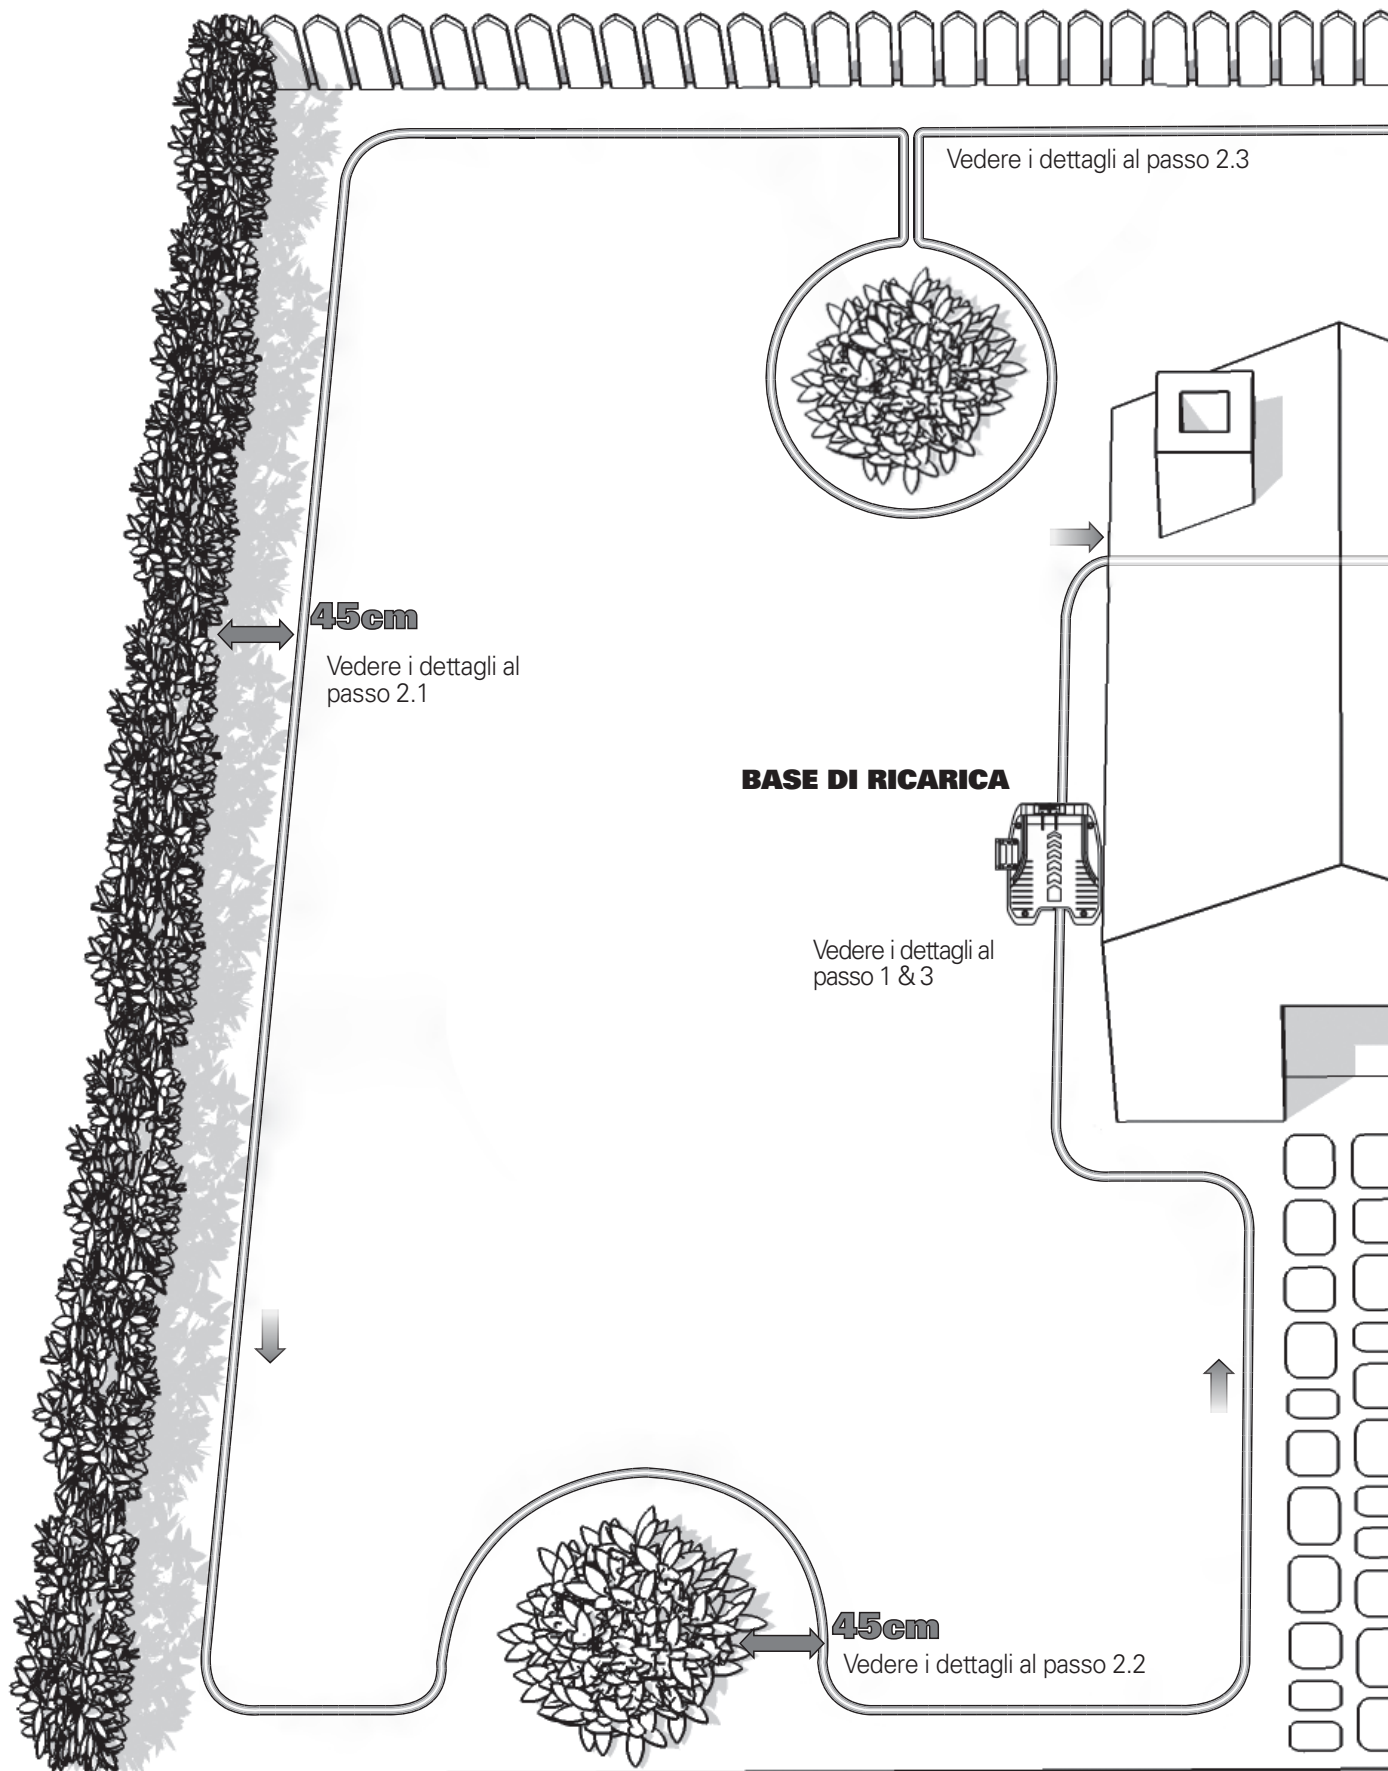 Vedere i dettagli al passo 2.3
45cm
Vedere i dettagli al
passo 2.1
BASE DI RICARICA
Vedere i dettagli al
passo 1 & 3
45cm
Vedere i dettagli al passo 2.2